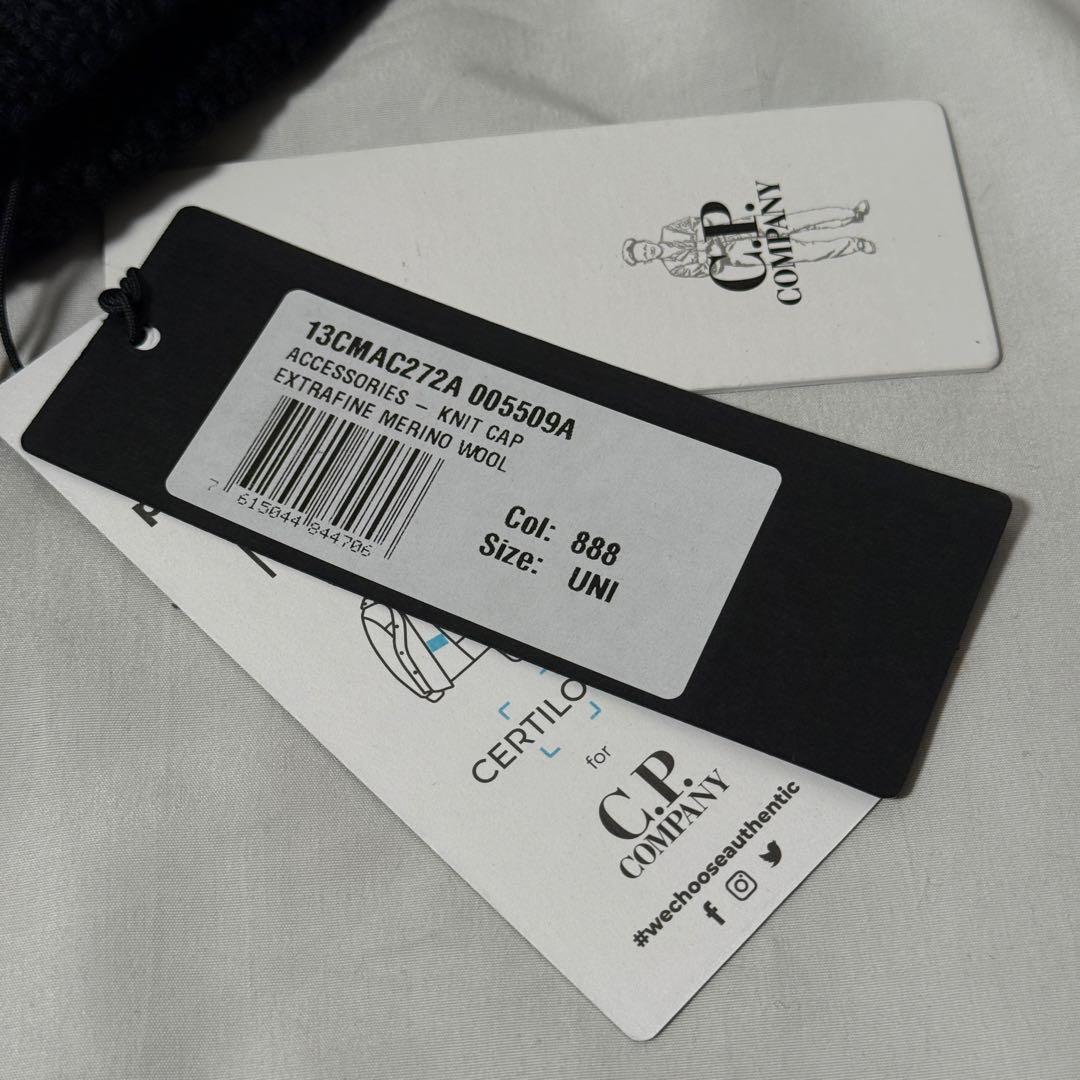 C.P.
COMPANY
13CMAC272A 005509A
ACCESSORIES – KNIT CAP
EXTRAFINE MERINO WOOL
7 615044 844706
Col: 888
Size: UNI
CERTILO
for
C.P.
COMPANY
#wechooseauthentic